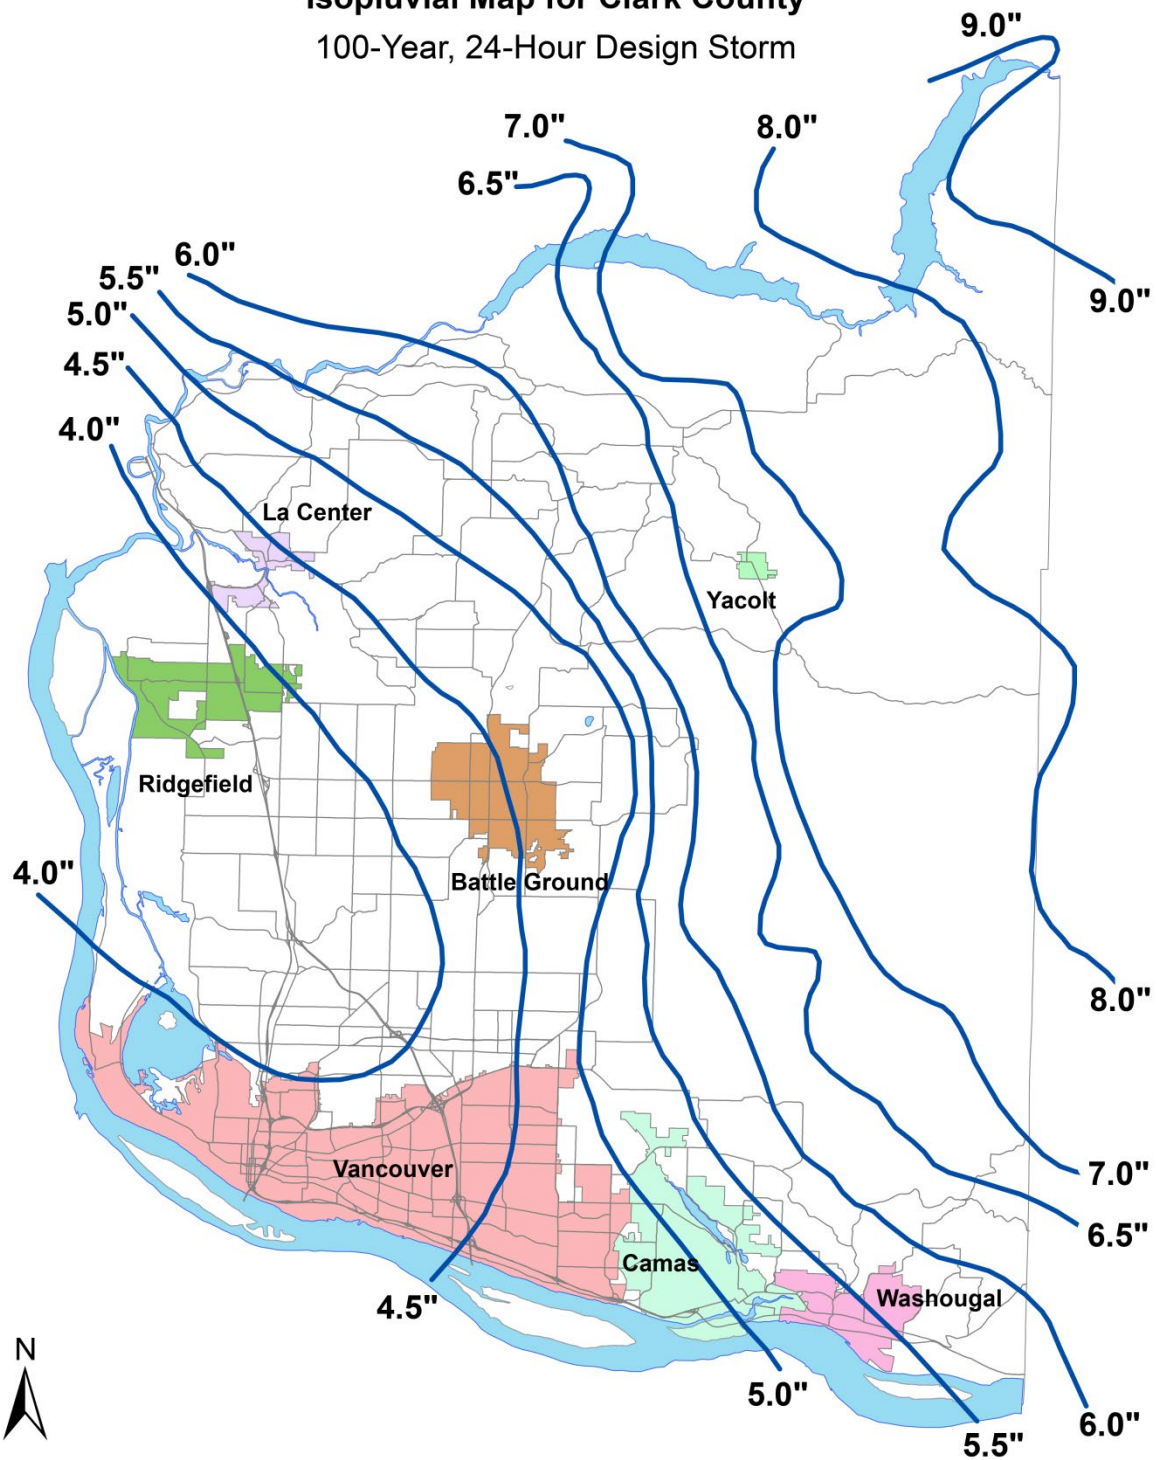 Isopluvial Map for Clark County
100-Year, 24-Hour Design Storm
9.0"
7.0"
8.0"
6.5"
6.0"
5.5"
5.0"
9.0"
4.5"
4.0"
La Center
Yacolt
Ridgefield
4.0"
Battle Ground
8.0"
Vancouver
7.0"
6.5"
Camas
4.5"
Washougal
N
5.0"
6.0"
5.5"